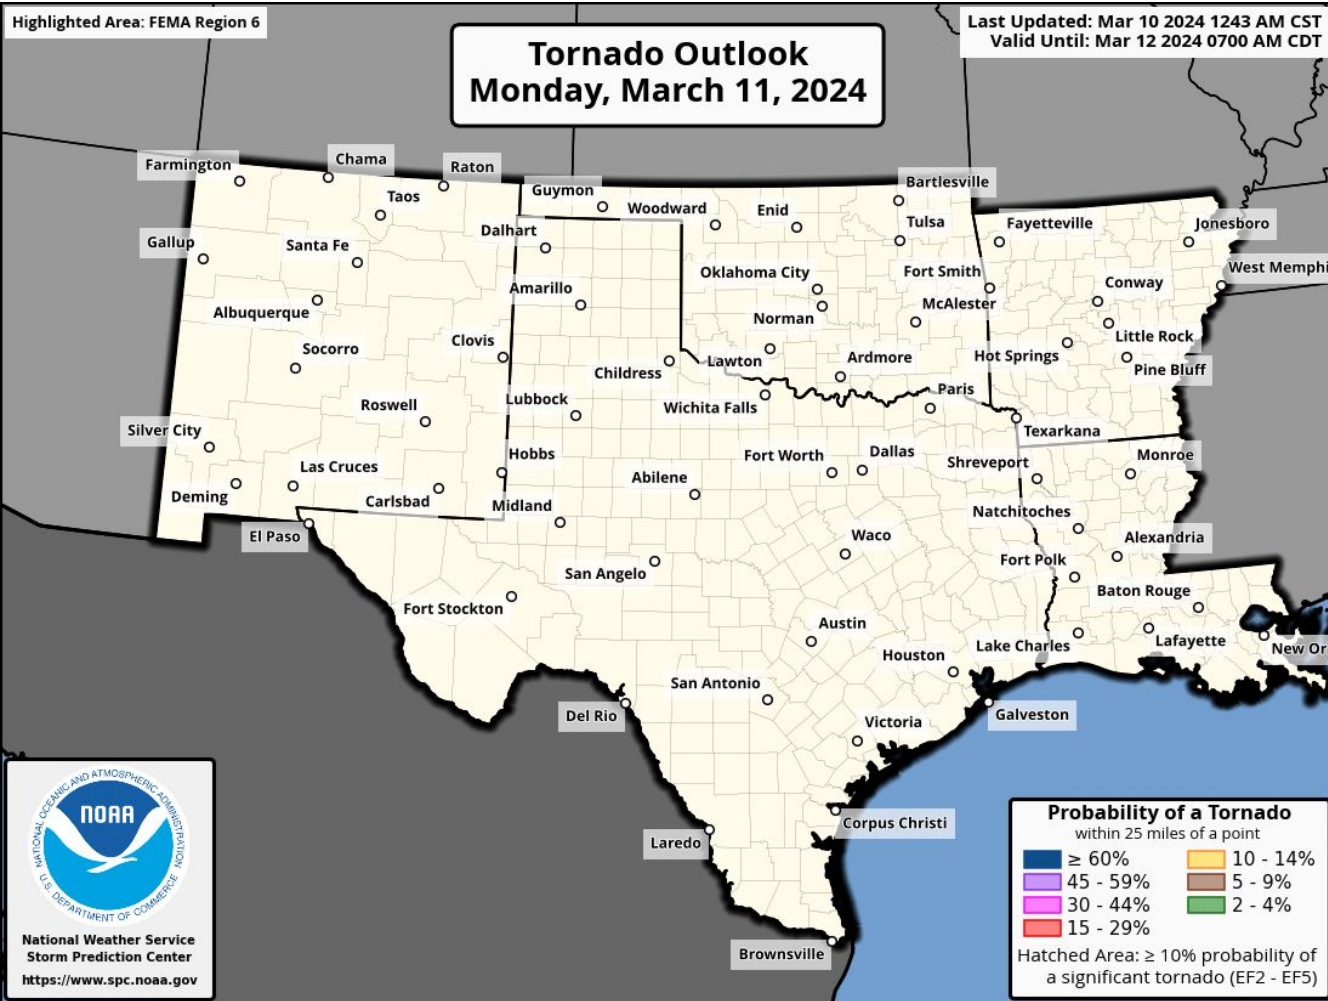 Highlighted Area: FEMA Region 6
Last Updated: Mar 10 2024 1243 AM CST
Valid Until: Mar 12 2024 0700 AM CDT
Tornado Outlook
Monday, March 11, 2024
Farmington
Chama
Raton
Taos
Guymon
Woodward
Enid
Bartlesville
Tulsa
Fayetteville
Jonesboro
Gallup
Santa Fe
Dalhart
Oklahoma City
Fort Smith
West Memphi
Albuquerque
Amarillo
Norman
McAlester
Conway
Little Rock
Socorro
Clovis
Childress
Lawton
Ardmore
Hot Springs
Pine Bluff
Roswell
Lubbock
Wichita Falls
Paris
Texarkana
Silver City
Las Cruces
Hobbs
Abilene
Fort Worth
Dallas
Shreveport
Monroe
Deming
Carlsbad
Midland
Natchitoches
El Paso
San Angelo
Waco
Fort Polk
Alexandria
Fort Stockton
Baton Rouge
Austin
Houston
Lake Charles
Lafayette
New Or
San Antonio
Del Rio
Victoria
Galveston
Corpus Christi
Laredo
Brownsville
NATIONAL OCEANIC AND ATMOSPHERIC ADMINISTRATION
NOAA
U.S. DEPARTMENT OF COMMERCE
National Weather Service
Storm Prediction Center
https://www.spc.noaa.gov
Probability of a Tornado
within 25 miles of a point
≥ 60%
45 - 59%
30 - 44%
15 - 29%
10 - 14%
5 - 9%
2 - 4%
Hatched Area: ≥ 10% probability of
a significant tornado (EF2 - EF5)